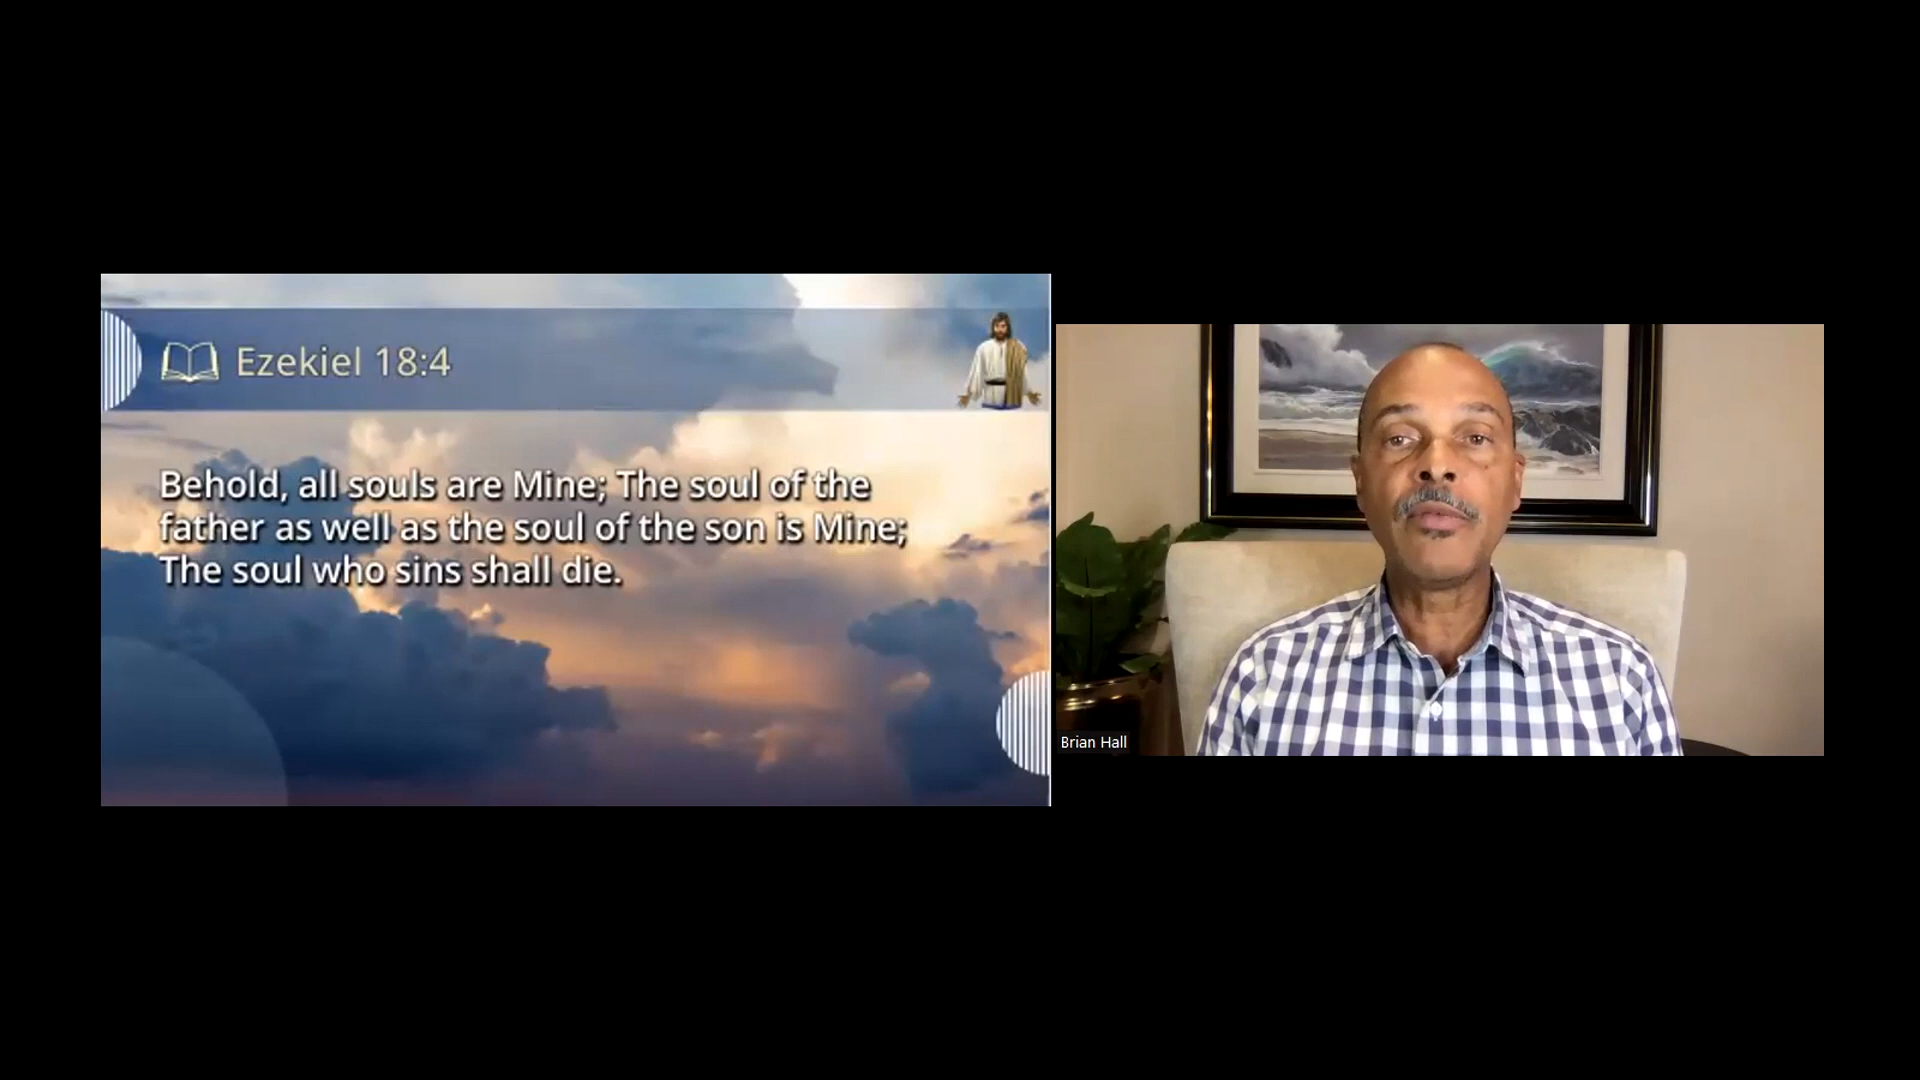 Ezekiel 18:4
Behold, all souls are Mine; The soul of the
father as well as the soul of the son is Mine;
The soul who sins shall die.
Brian Hall